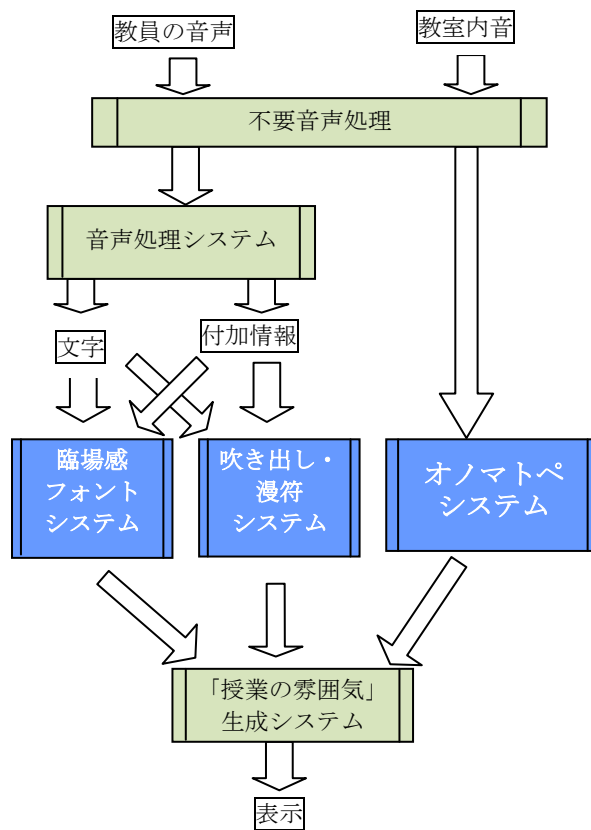 教員の音声
教室内音
不要音声処理
音声処理システム
文字
付加情報
臨場感
フォント
システム
吹き出し・
漫符
システム
オノマトペ
システム
「授業の雰囲気」
生成システム
表示